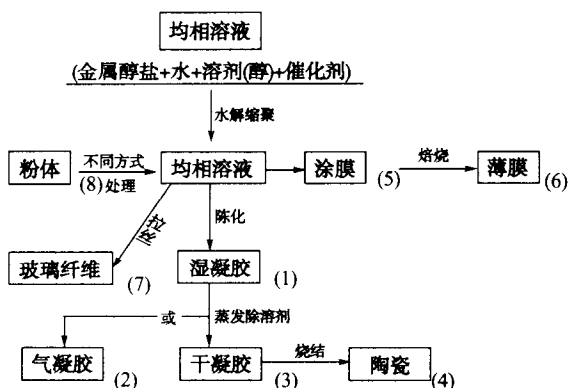 均相溶液
(金属醇盐+水+溶剂(醇)+催化剂)
水解缩聚
粉体
不同方式
(8)处理
均相溶液
涂膜
(5)
焙烧
薄膜
(6)
拉丝
陈化
玻璃纤维
(7)
湿凝胶
(1)
或
蒸发除溶剂
气凝胶
(2)
干凝胶
(3)
烧结
陶瓷
(4)